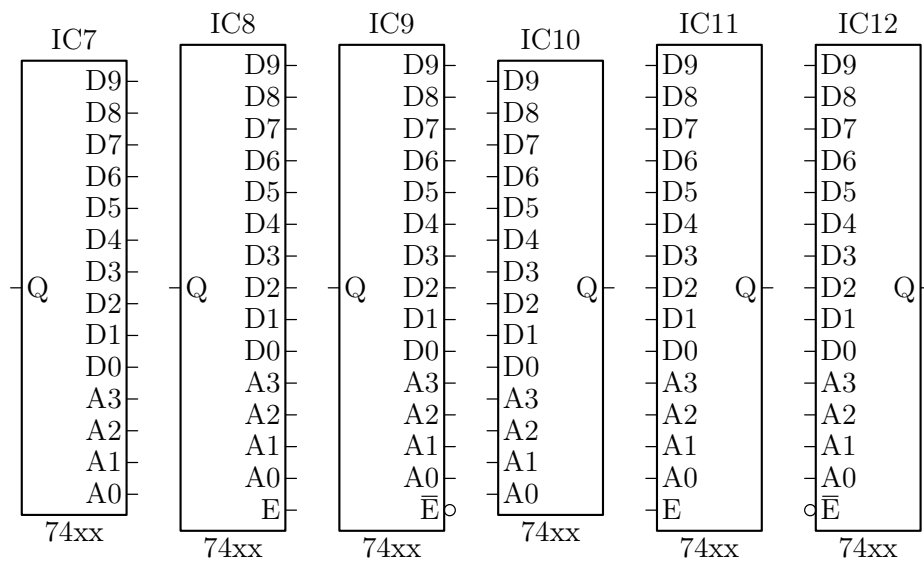 IC7
D9
D8
D7
D6
D5
D4
D3
D2
D1
D0
A3
A2
A1
A0
Q
74xx
IC8
D9
D8
D7
D6
D5
D4
D3
D2
D1
D0
A3
A2
A1
A0
E
Q
74xx
IC9
D9
D8
D7
D6
D5
D4
D3
D2
D1
D0
A3
A2
A1
A0
E̅
Q
74xx
IC10
D9
D8
D7
D6
D5
D4
D3
D2
D1
D0
A3
A2
A1
A0
Q
74xx
IC11
D9
D8
D7
D6
D5
D4
D3
D2
D1
D0
A3
A2
A1
A0
E
Q
74xx
IC12
D9
D8
D7
D6
D5
D4
D3
D2
D1
D0
A3
A2
A1
A0
E̅
Q
74xx